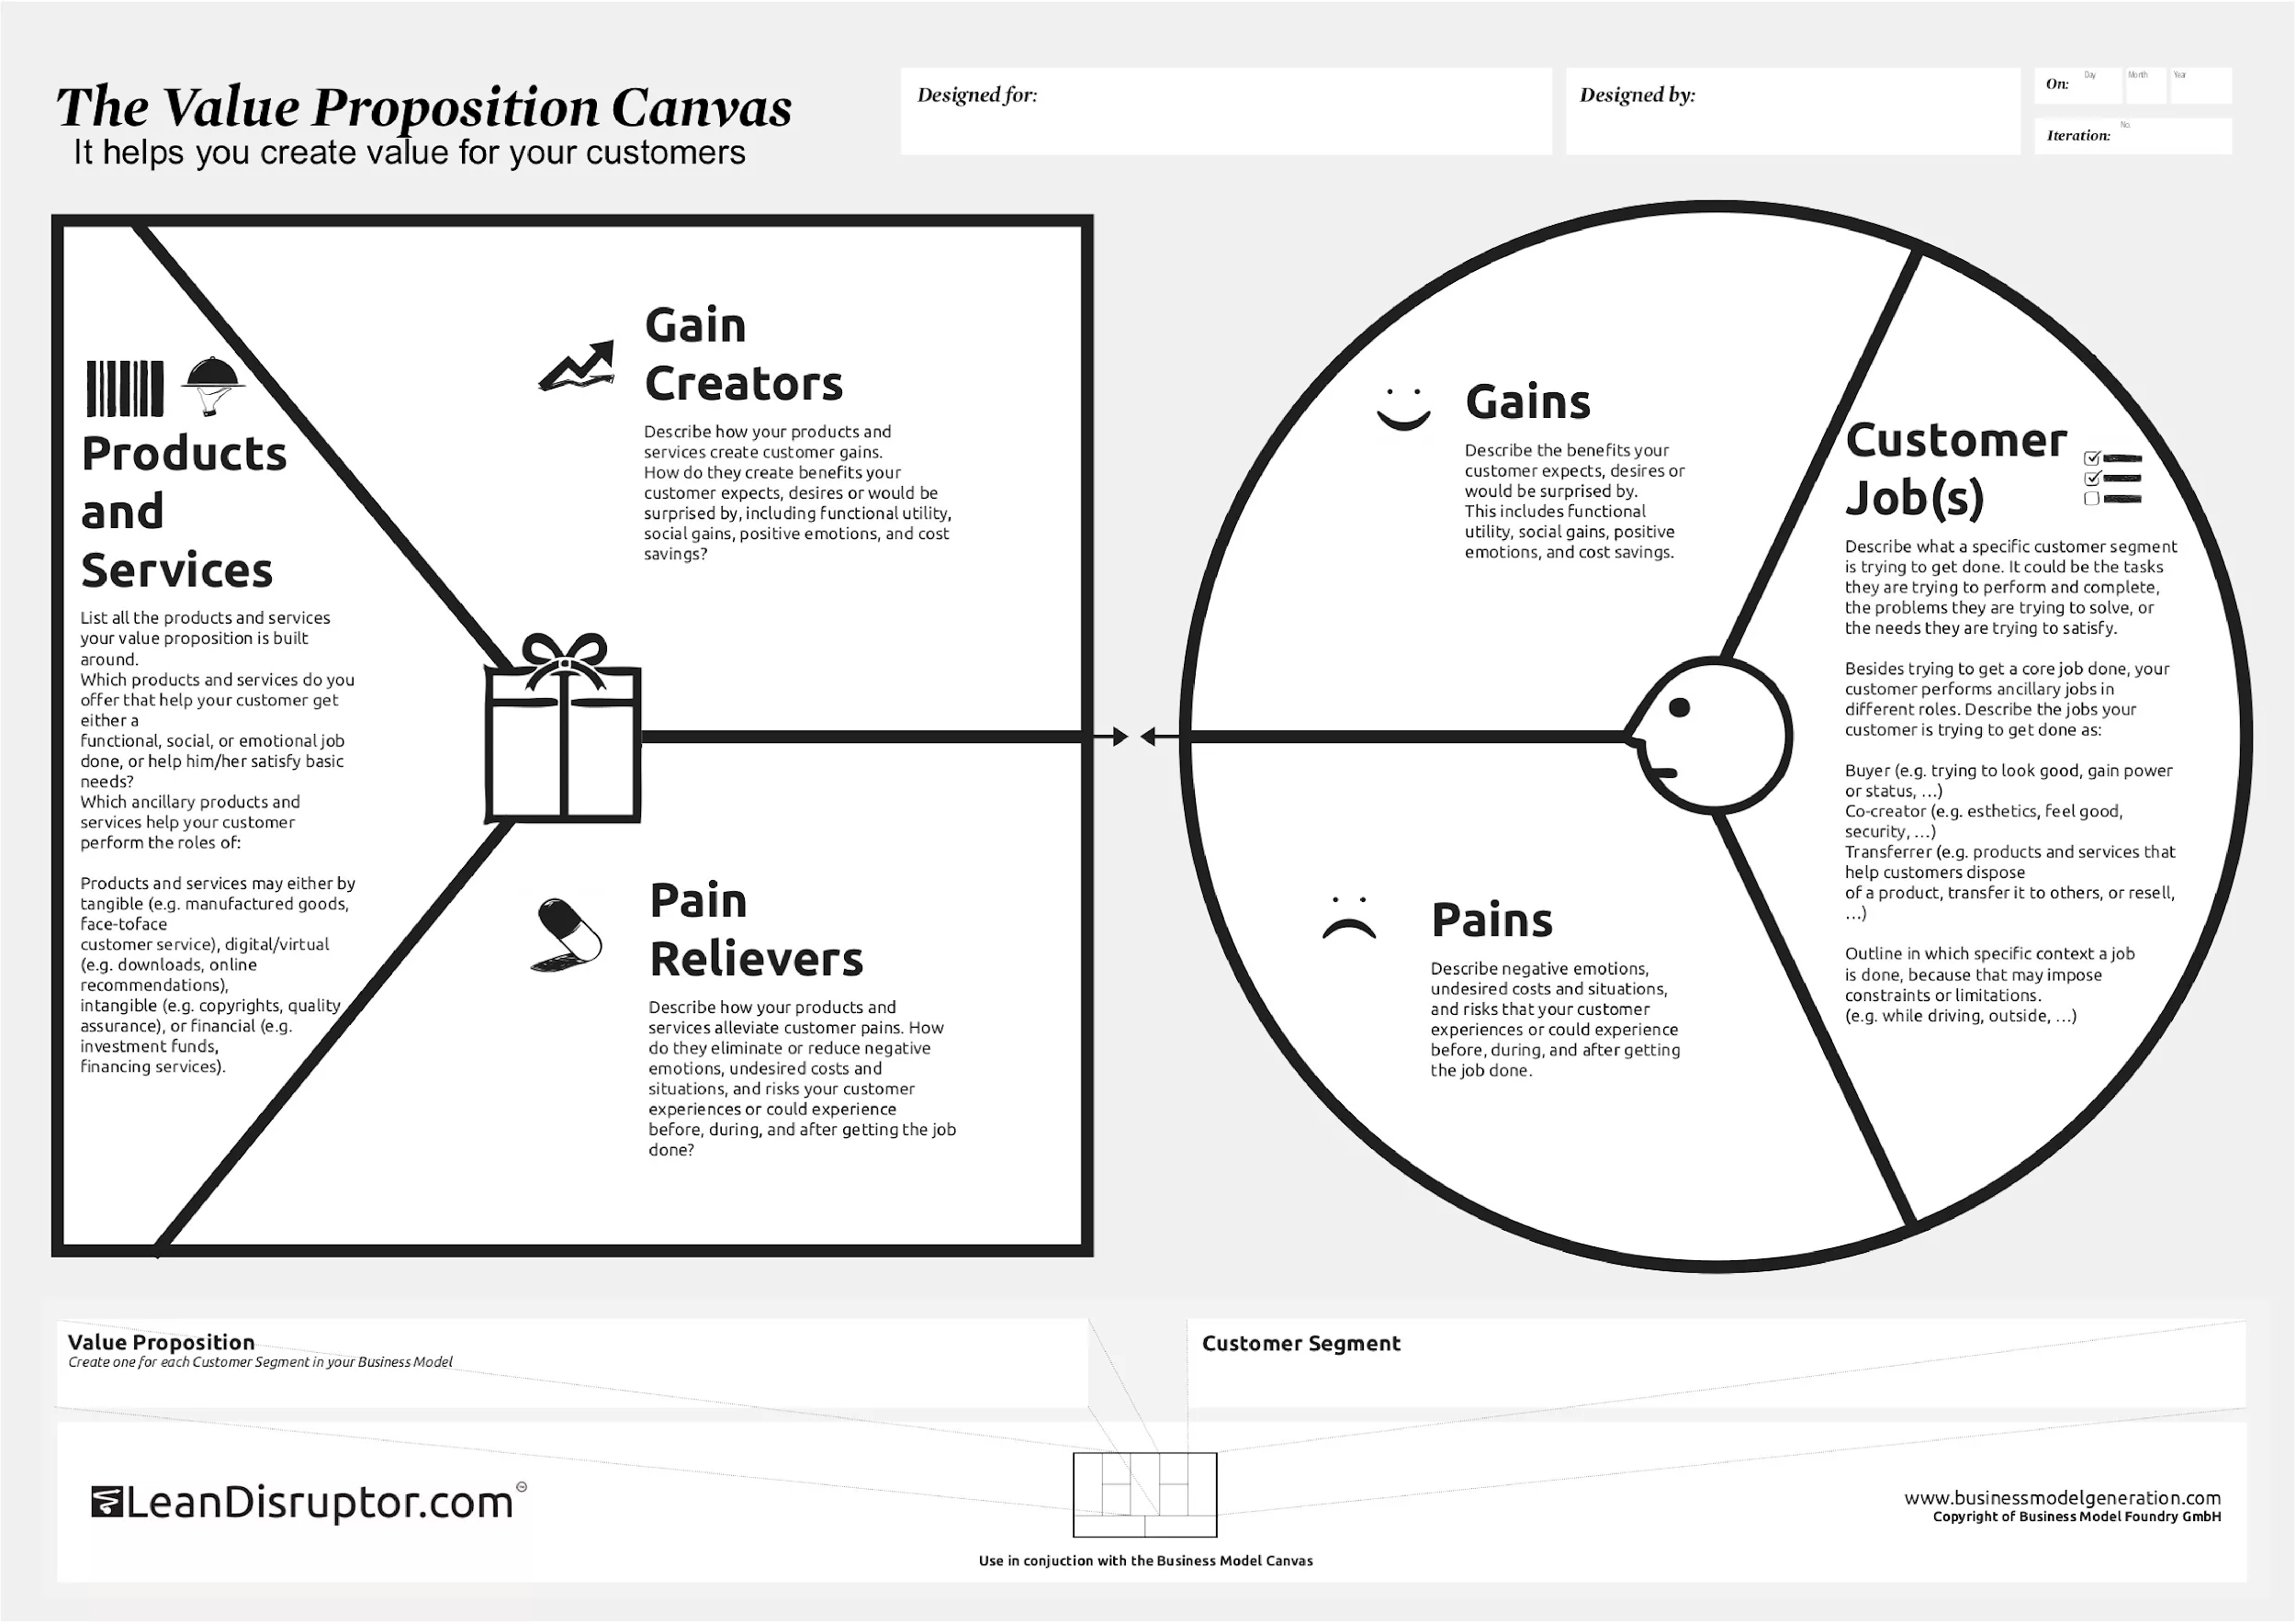 The Value Proposition Canvas
It helps you create value for your customers
Designed for:
Designed by:
On:
Day
Month
Year
Iteration:
No.
Products
and
Services
List all the products and services
your value proposition is built
around.
Which products and services do you
offer that help your customer get
either a
functional, social, or emotional job
done, or help him/her satisfy basic
needs?
Which ancillary products and
services help your customer
perform the roles of:
Products and services may either by
tangible (e.g. manufactured goods,
face-toface
customer service), digital/virtual
(e.g. downloads, online
recommendations),
intangible (e.g. copyrights, quality
assurance), or financial (e.g.
investment funds,
financing services).
Gain
Creators
Describe how your products and
services create customer gains.
How do they create benefits your
customer expects, desires or would be
surprised by, including functional utility,
social gains, positive emotions, and cost
savings?
Pain
Relievers
Describe how your products and
services alleviate customer pains. How
do they eliminate or reduce negative
emotions, undesired costs and
situations, and risks your customer
experiences or could experience
before, during, and after getting the job
done?
Gains
Describe the benefits your
customer expects, desires or
would be surprised by.
This includes functional
utility, social gains, positive
emotions, and cost savings.
Pains
Describe negative emotions,
undesired costs and situations,
and risks that your customer
experiences or could experience
before, during, and after getting
the job done.
Customer
Job(s)
Describe what a specific customer segment
is trying to get done. It could be the tasks
they are trying to perform and complete,
the problems they are trying to solve, or
the needs they are trying to satisfy.
Besides trying to get a core job done, your
customer performs ancillary jobs in
different roles. Describe the jobs your
customer is trying to get done as:
Buyer (e.g. trying to look good, gain power
or status, ...)
Co-creator (e.g. esthetics, feel good,
security, ...)
Transferrer (e.g. products and services that
help customers dispose
of a product, transfer it to others, or resell,
...)
Outline in which specific context a job
is done, because that may impose
constraints or limitations.
(e.g. while driving, outside, ...)
Value Proposition
Create one for each Customer Segment in your Business Model
Customer Segment
LeanDisruptor.com
www.businessmodelgeneration.com
Copyright of Business Model Foundry GmbH
Use in conjuction with the Business Model Canvas